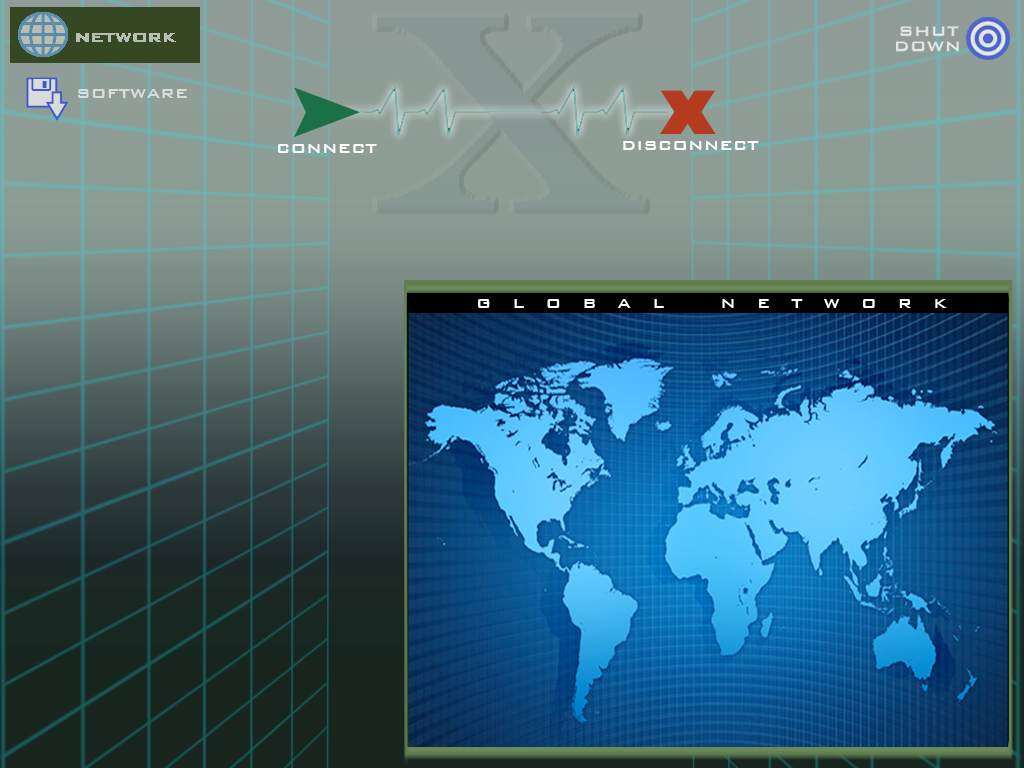 NETWORK
SOFTWARE
SHUT
DOWN
X
CONNECT
X
DISCONNECT
GLOBAL NETWORK